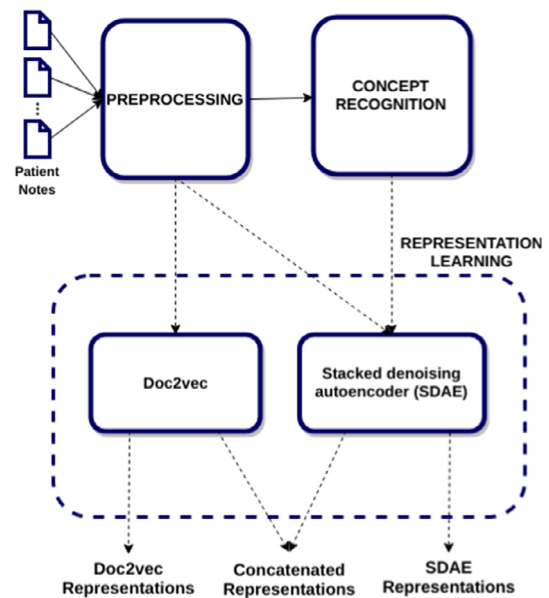 Patient
Notes
PREPROCESSING
CONCEPT
RECOGNITION
REPRESENTATION
LEARNING
Doc2vec
Stacked denoising
autoencoder (SDAE)
Doc2vec
Representations
Concatenated
Representations
SDAE
Representations